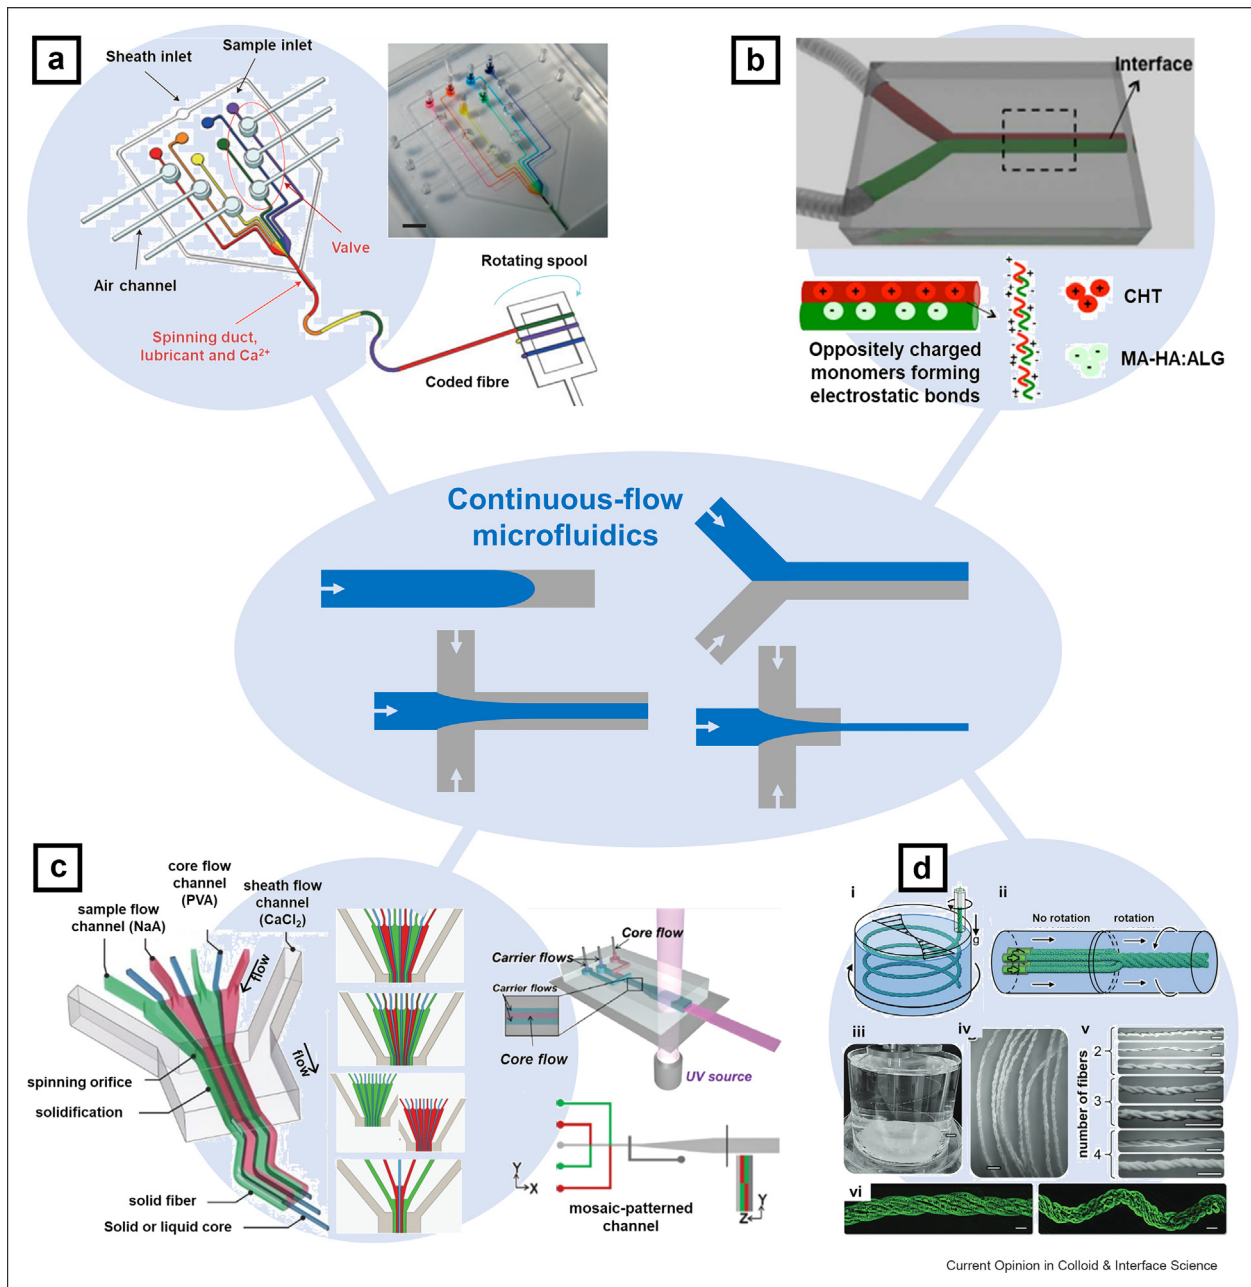 a
Sheath inlet
Sample inlet
Valve
Air channel
Spinning duct,
lubricant and Ca²⁺
Rotating spool
Coded fibre
b
Interface
+ + + + +
- - - -
Oppositely charged
monomers forming
electrostatic bonds
CHT
MA-HA:ALG
Continuous-flow
microfluidics
c
sample flow
channel (NaA)
core flow
channel
(PVA)
sheath flow
channel
(CaCl₂)
flow
flow
spinning orifice
solidification
solid fiber
Solid or liquid core
Core flow
Carrier flows
Carrier flows
Core flow
UV source
Y
X
mosaic-patterned
channel
Y
Z
d
i
g
ii
No rotation
rotation
iii
iv
v
number of fibers
2
3
4
vi
Current Opinion in Colloid & Interface Science